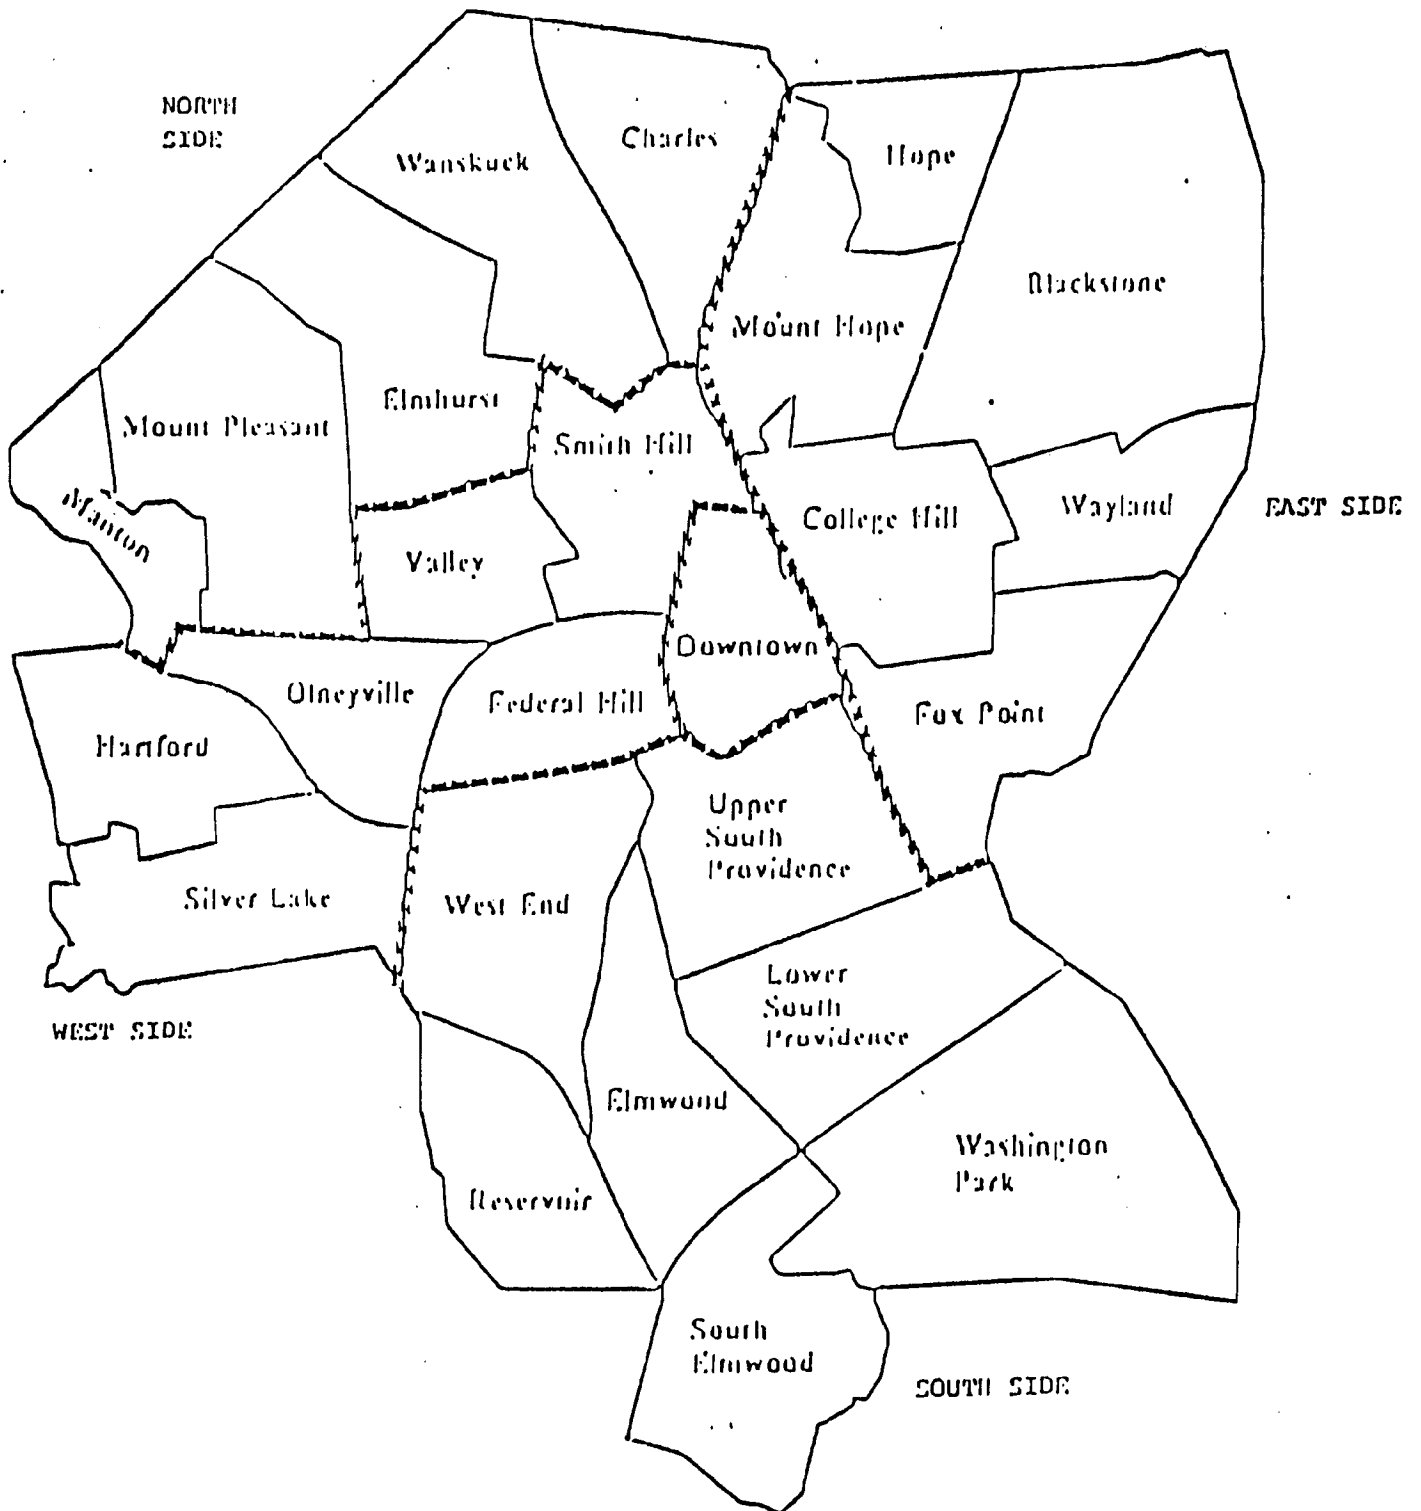 NORTH
SIDE
Charles
Wanskuck
Hope
Blackstone
Mount Hope
Elmhurst
Mount Pleasant
Smith Hill
Manton
Wayland
EAST SIDE
College Hill
Valley
Downtown
Olneyville
Federal Hill
Fox Point
Hartford
Upper
South
Providence
Silver Lake
West End
Lower
South
Providence
WEST SIDE
Elmwood
Washington
Park
Reservoir
South
Elmwood
SOUTH SIDE